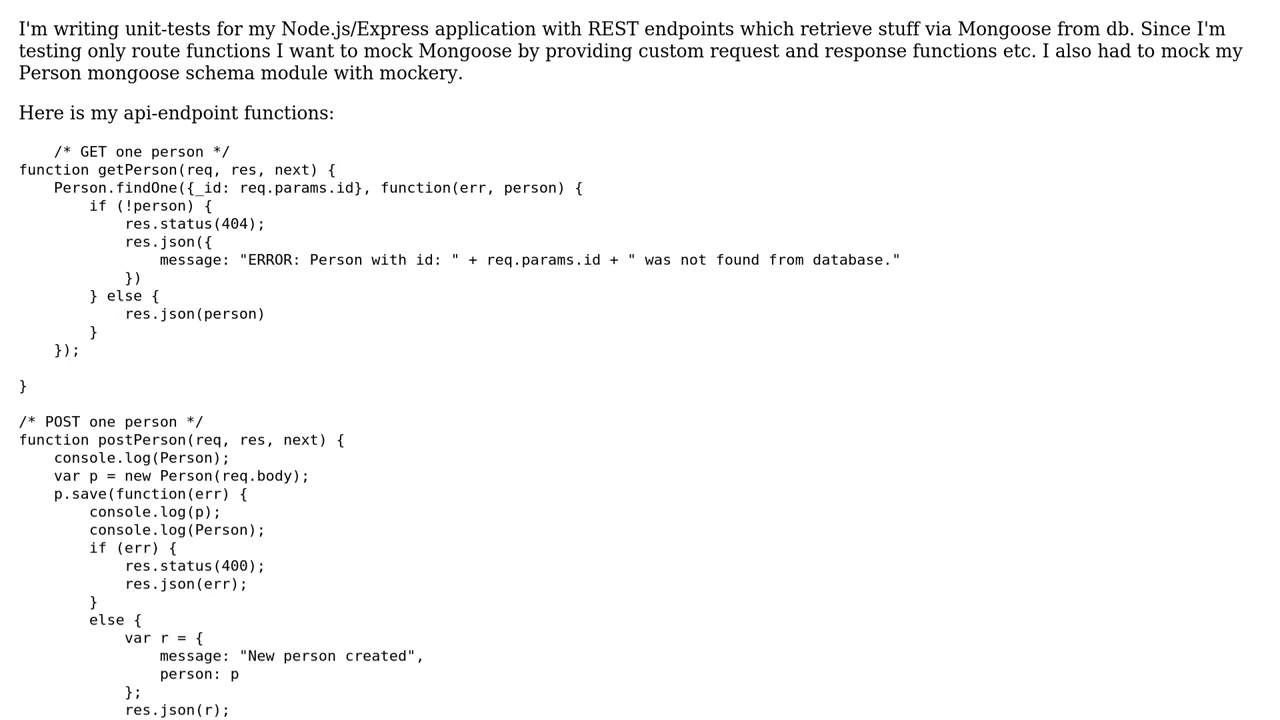 I'm writing unit-tests for my Node.js/Express application with REST endpoints which retrieve stuff via Mongoose from db. Since I'm
testing only route functions I want to mock Mongoose by providing custom request and response functions etc. I also had to mock my
Person mongoose schema module with mockery.
Here is my api-endpoint functions:
    /* GET one person */
function getPerson(req, res, next) {
    Person.findOne({_id: req.params.id}, function(err, person) {
        if (!person) {
            res.status(404);
            res.json({
                message: "ERROR: Person with id: " + req.params.id + " was not found from database."
            })
        } else {
            res.json(person)
        }
    });
}
/* POST one person */
function postPerson(req, res, next) {
    console.log(Person);
    var p = new Person(req.body);
    p.save(function(err) {
        console.log(p);
        console.log(Person);
        if (err) {
            res.status(400);
            res.json(err);
        }
        else {
            var r = {
                message: "New person created",
                person: p
            };
            res.json(r);